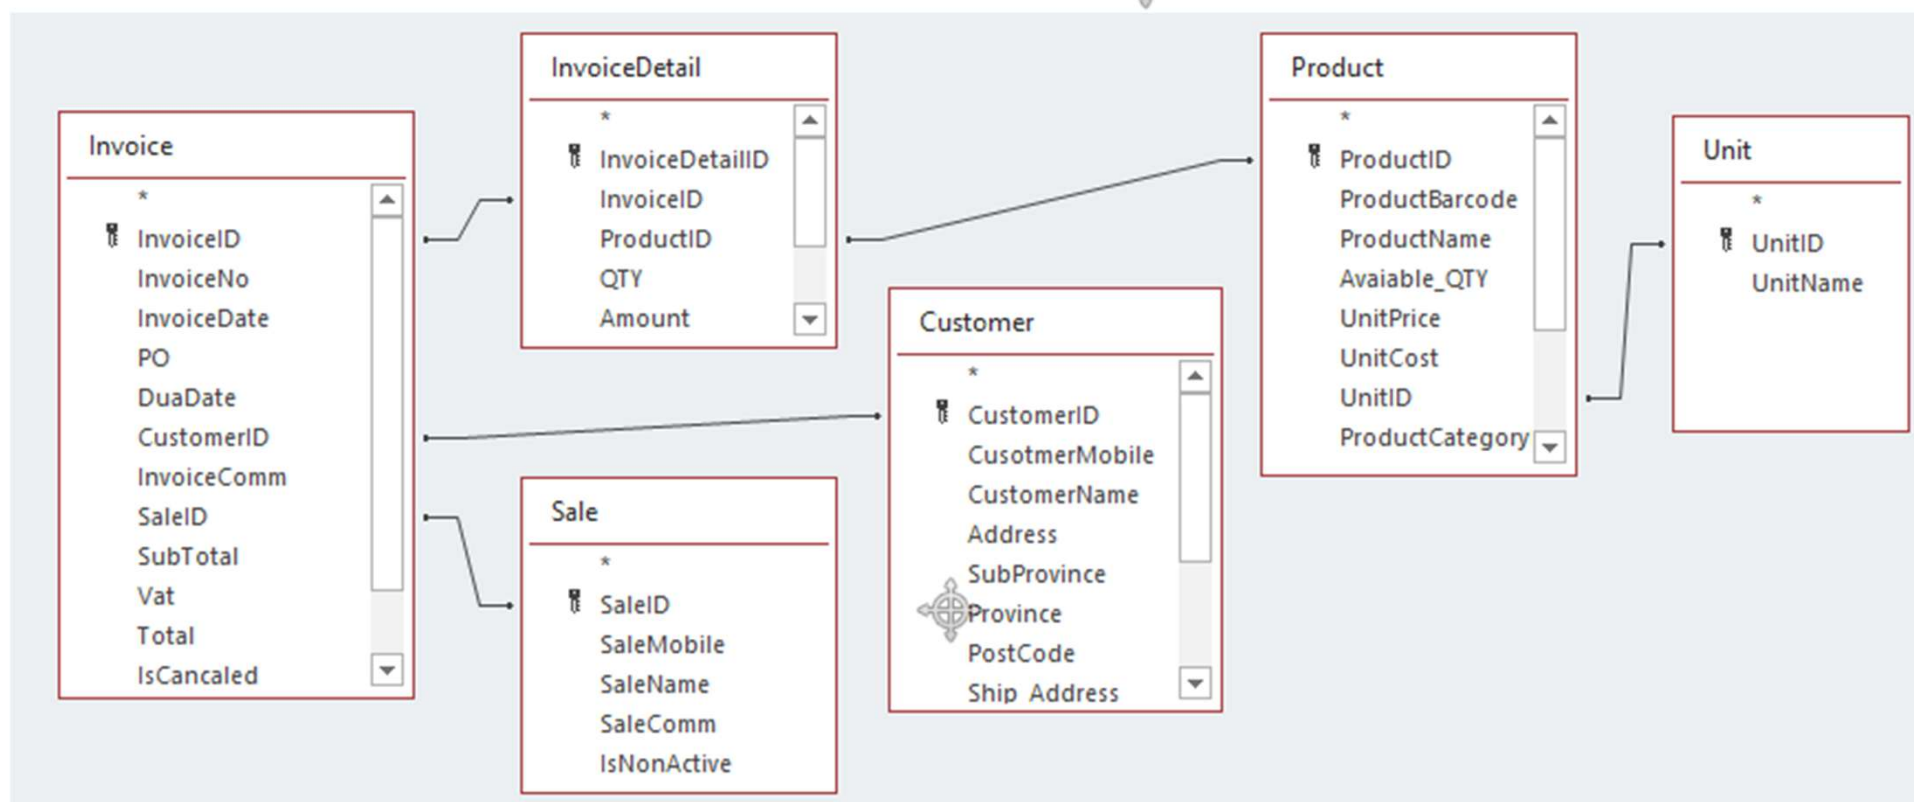 Invoice
*
InvoiceID
InvoiceNo
InvoiceDate
PO
DuaDate
CustomerID
InvoiceComm
SaleID
SubTotal
Vat
Total
IsCancaled
InvoiceDetail
*
InvoiceDetailID
InvoiceID
ProductID
QTY
Amount
Sale
*
SaleID
SaleMobile
SaleName
SaleComm
IsNonActive
Customer
*
CustomerID
CusotmerMobile
CustomerName
Address
SubProvince
Province
PostCode
Ship_Address
Product
*
ProductID
ProductBarcode
ProductName
Avaiable_QTY
UnitPrice
UnitCost
UnitID
ProductCategory
Unit
*
UnitID
UnitName